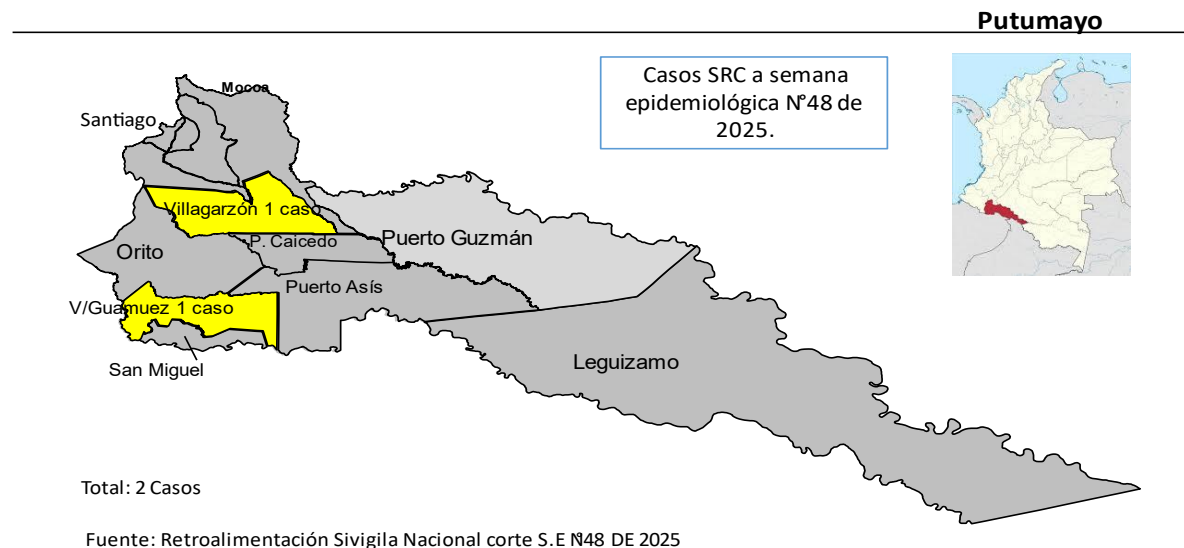 Putumayo
Casos SRC a semana
epidemiológica N°48 de
2025.
Mocoa
Santiago
Villagarzón 1 caso
P. Caicedo
Puerto Guzmán
Orito
Puerto Asís
V/Guamuez 1 caso
San Miguel
Leguizamo
Total: 2 Casos
Fuente: Retroalimentación Sivigila Nacional corte S.E N°48 DE 2025